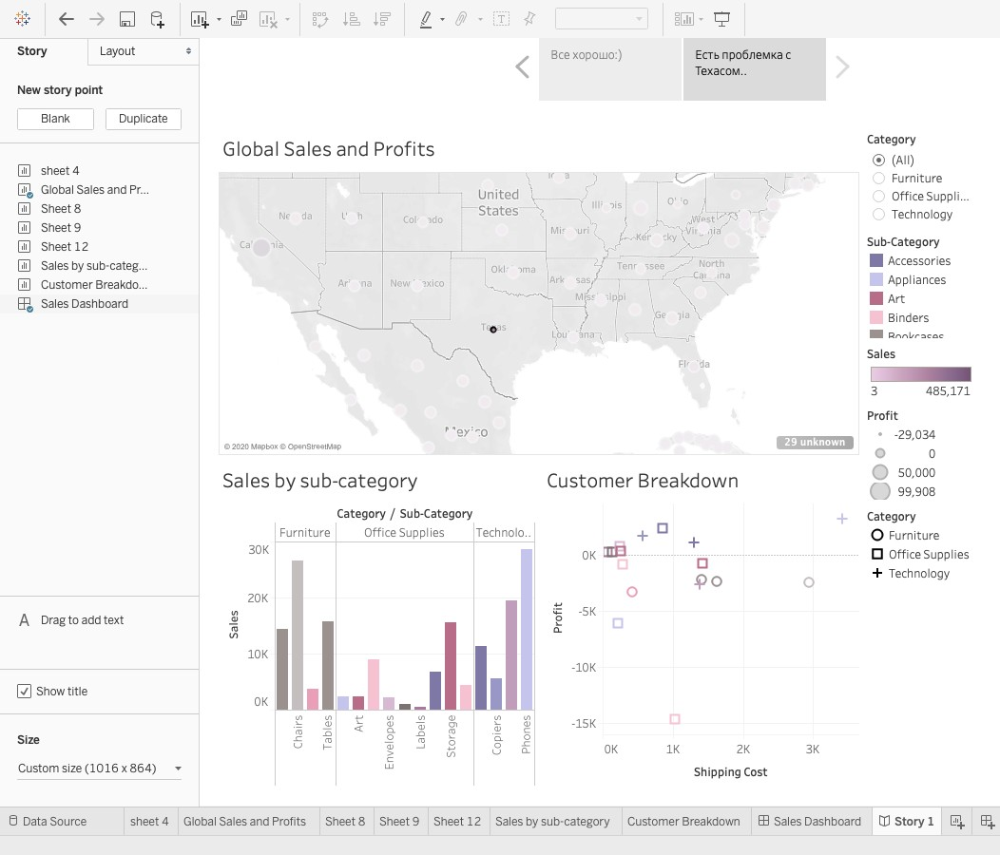 Story
Layout
New story point
Blank
Duplicate
sheet 4
Global Sales and Pr...
Sheet 8
Sheet 9
Sheet 12
Sales by sub-categ...
Customer Breakdo...
Sales Dashboard
A Drag to add text
Show title
Size
Custom size (1016 x 864)
Все хорошо:)
Есть проблемка с
Техасом..
Global Sales and Profits
United
States
Iowa
Nevada
Utah
Colorado
Illinois
Ohio
Missouri
Kentucky
West
Virginia
California
Arizona
New Mexico
Oklahoma
Arkansas
Tennessee
North
Carolina
Mississippi
Georgia
Texas
Louisiana
Florida
Mexico
© 2020 Mapbox © OpenStreetMap
29 unknown
Category
(All)
Furniture
Office Suppli...
Technology
Sub-Category
Accessories
Appliances
Art
Binders
Bookcases
Sales
3
485,171
Profit
-29,034
0
50,000
99,908
Category
Furniture
Office Supplies
Technology
Sales by sub-category
Category / Sub-Category
Furniture
Office Supplies
Technolo..
30K
20K
10K
0K
Sales
Chairs
Tables
Art
Envelopes
Labels
Storage
Copiers
Phones
Customer Breakdown
0K
-5K
-10K
-15K
Profit
0K
1K
2K
3K
Shipping Cost
Data Source
sheet 4
Global Sales and Profits
Sheet 8
Sheet 9
Sheet 12
Sales by sub-category
Customer Breakdown
Sales Dashboard
Story 1